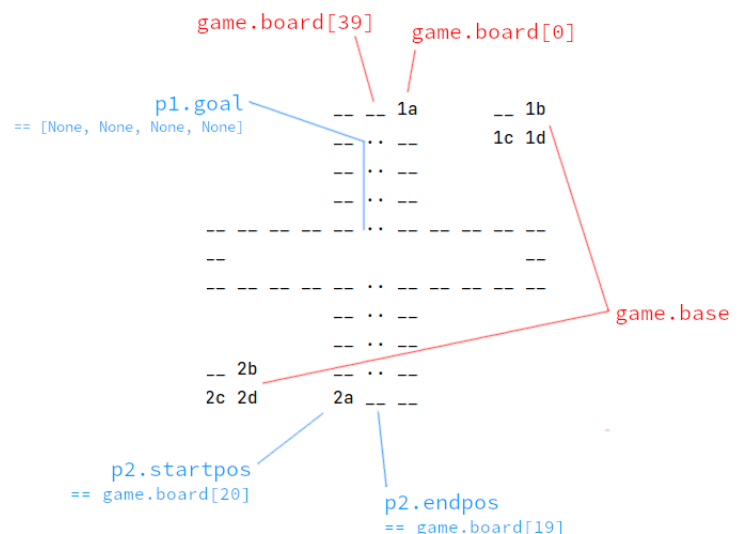 game.board[39]
game.board[0]
p1.goal
== [None, None, None, None]
__ __ 1a __ 1b
__ .. __ 1c 1d
__ .. __
__ .. __
__ __ __ __ __ .. __ __ __ __ __
__ __
__ __ __ __ __ .. __ __ __ __ __
__ .. __
__ .. __
__ 2b __ .. __
2c 2d 2a __ __
game.base
p2.startpos
== game.board[20]
p2.endpos
== game.board[19]